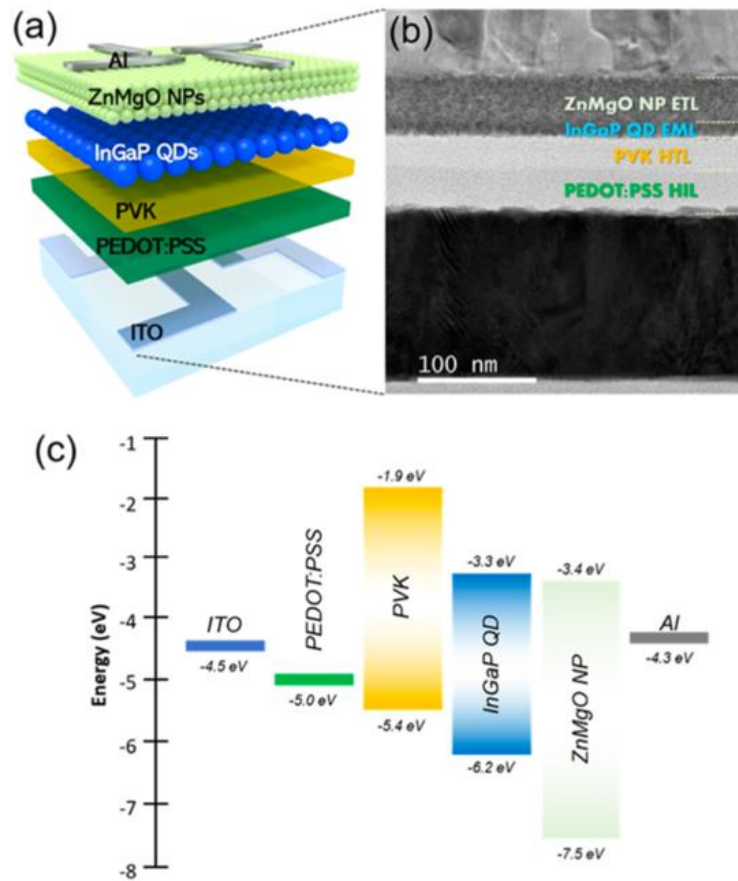 (a)
Al
ZnMgO NPs
InGaP QDs
PVK
PEDOT:PSS
ITO
(b)
ZnMgO NP ETL
InGaP QD EML
PVK HTL
PEDOT:PSS HIL
100 nm
(c)
Energy (eV)
-1
-2
-3
-4
-5
-6
-7
-8
ITO
-4.5 eV
PEDOT:PSS
-5.0 eV
-1.9 eV
PVK
-5.4 eV
-3.3 eV
InGaP QD
-6.2 eV
-3.4 eV
ZnMgO NP
-7.5 eV
Al
-4.3 eV